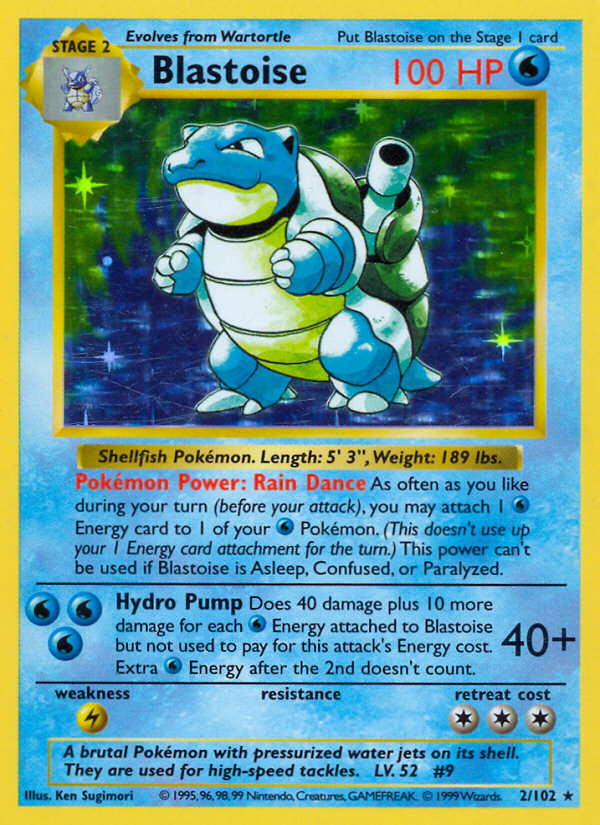 STAGE 2
Evolves from Wartortle
Put Blastoise on the Stage 1 card
Blastoise
100 HP
Shellfish Pokémon. Length: 5' 3", Weight: 189 lbs.
Pokémon Power: Rain Dance As often as you like
during your turn (before your attack), you may attach 1
Energy card to 1 of your Pokémon. (This doesn't use up
your 1 Energy card attachment for the turn.) This power can't
be used if Blastoise is Asleep, Confused, or Paralyzed.
Hydro Pump Does 40 damage plus 10 more
damage for each Energy attached to Blastoise
but not used to pay for this attack's Energy cost.
Extra Energy after the 2nd doesn't count.
40+
weakness
resistance
retreat cost
A brutal Pokémon with pressurized water jets on its shell.
They are used for high-speed tackles. LV. 52 #9
Illus. Ken Sugimori
© 1995, 96, 98, 99 Nintendo, Creatures, GAMEFREAK. © 1999 Wizards.
2/102 ★